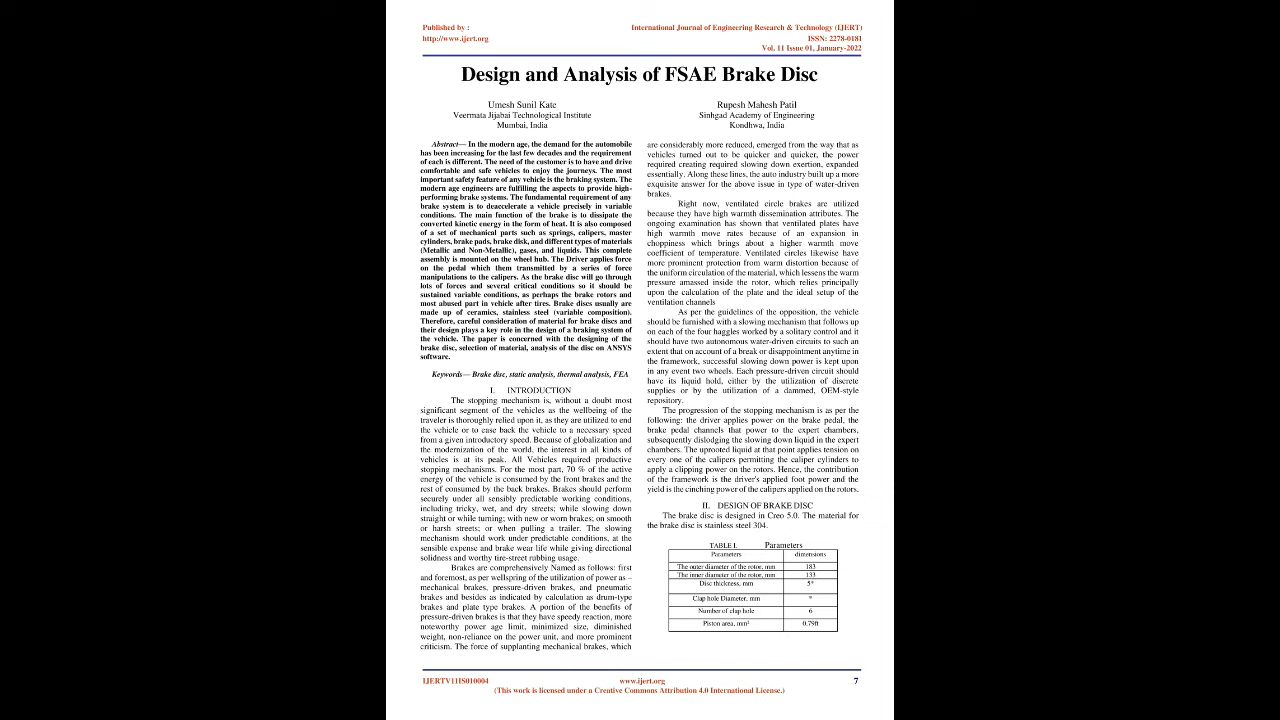 Published by :
International Journal of Engineering Research & Technology (IJERT)
http://www.ijert.org
ISSN: 2278-0181
Vol. 11 Issue 01, January-2022
Design and Analysis of FSAE Brake Disc
Umesh Sunil Kate
Veermata Jijabai Technological Institute
Mumbai, India
Rupesh Mahesh Patil
Sinhgad Academy of Engineering
Kondhwa, India
Abstract— In the modern age, the demand for the automobile
has been increasing for the last few decades and the requirement
of each is different. The need of the customer is to have and drive
comfortable and safe vehicles to enjoy the journeys. The most
important safety feature of any vehicle is the braking system. The
modern age engineers are fulfilling the aspects to provide high-
performing brake systems. The fundamental requirement of any
brake system is to deaccelerate a vehicle precisely in variable
conditions. The main function of the brake is to dissipate the
converted kinetic energy in the form of heat. It is also composed
of a set of mechanical parts such as springs, calipers, master
cylinders, brake pads, brake disk, and different types of materials
(Metallic and Non-Metallic), gases, and liquids. This complete
assembly is mounted on the wheel hub. The Driver applies force
on the pedal which them transmitted by a series of force
manipulations to the calipers. As the brake disc will go through
lots of forces and several critical conditions so it should be
sustained variable conditions, as perhaps the brake rotors and
most abused part in vehicle after tires. Brake discs usually are
made up of ceramics, stainless steel (variable composition).
Therefore, careful consideration of material for brake discs and
their design plays a key role in the design of a braking system of
the vehicle. The paper is concerned with the designing of the
brake disc, selection of material, analysis of the disc on ANSYS
software.
Keywords— Brake disc, static analysis, thermal analysis, FEA
I. INTRODUCTION
The stopping mechanism is, without a doubt most
significant segment of the vehicles as the wellbeing of the
traveler is thoroughly relied upon it, as they are utilized to end
the vehicle or to ease back the vehicle to a necessary speed
from a given introductory speed. Because of globalization and
the modernization of the world, the interest in all kinds of
vehicles is at its peak. All Vehicles required productive
stopping mechanisms. For the most part, 70 % of the active
energy of the vehicle is consumed by the front brakes and the
rest of consumed by the back brakes. Brakes should perform
securely under all sensibly predictable working conditions,
including tricky, wet, and dry streets; while slowing down
straight or while turning; with new or worn brakes; on smooth
or harsh streets; or when pulling a trailer. The slowing
mechanism should work under predictable conditions, at the
sensible expense and brake wear life while giving directional
solidness and worthy tire-street rubbing usage.
Brakes are comprehensively Named as follows: first
and foremost, as per wellspring of the utilization of power as –
mechanical brakes, pressure-driven brakes, and pneumatic
brakes and besides as indicated by calculation as drum-type
brakes and plate type brakes. A portion of the benefits of
pressure-driven brakes is that they have speedy reaction, more
noteworthy power age limit, minimized size, diminished
weight, non-reliance on the power unit, and more prominent
criticism. The force of supplanting mechanical brakes, which
are considerably more reduced, emerged from the way that as
vehicles turned out to be quicker and quicker, the power
required creating required slowing down exertion, expanded
essentially. Along these lines, the auto industry built up a more
exquisite answer for the above issue in type of water-driven
brakes.
Right now, ventilated circle brakes are utilized
because they have high warmth dissemination attributes. The
ongoing examination has shown that ventilated plates have
high warmth move rates because of an expansion in
choppiness which brings about a higher warmth move
coefficient of temperature. Ventilated circles likewise have
more prominent protection from warm distortion because of
the uniform circulation of the material, which lessens the warm
pressure amassed inside the rotor, which relies principally
upon the calculation of the plate and the ideal setup of the
ventilation channels
As per the guidelines of the opposition, the vehicle
should be furnished with a slowing mechanism that follows up
on each of the four haggles worked by a solitary control and it
should have two autonomous water-driven circuits to such an
extent that on account of a break or disappointment anytime in
the framework, successful slowing down power is kept upon
in any event two wheels. Each pressure-driven circuit should
have its liquid hold, either by the utilization of discrete
supplies or by the utilization of a dammed, OEM-style
repository.
The progression of the stopping mechanism is as per the
following: the driver applies power on the brake pedal, the
brake pedal channels that power to the expert chambers,
subsequently dislodging the slowing down liquid in the expert
chambers. The uprooted liquid at that point applies tension on
every one of the calipers permitting the caliper cylinders to
apply a clipping power on the rotors. Hence, the contribution
of the framework is the driver's applied foot power and the
yield is the cinching power of the calipers applied on the rotors.
II. DESIGN OF BRAKE DISC
The brake disc is designed in Creo 5.0. The material for
the brake disc is stainless steel 304.
TABLE I. Parameters
Parameters dimensions
The outer diameter of the rotor, mm 183
The inner diameter of the rotor, mm 133
Disc thickness, mm 5*
Clap hole Diameter, mm *
Number of clap hole 6
Piston area, mm² 0.79ft
IJERTV11IS010004
www.ijert.org
7
(This work is licensed under a Creative Commons Attribution 4.0 International License.)